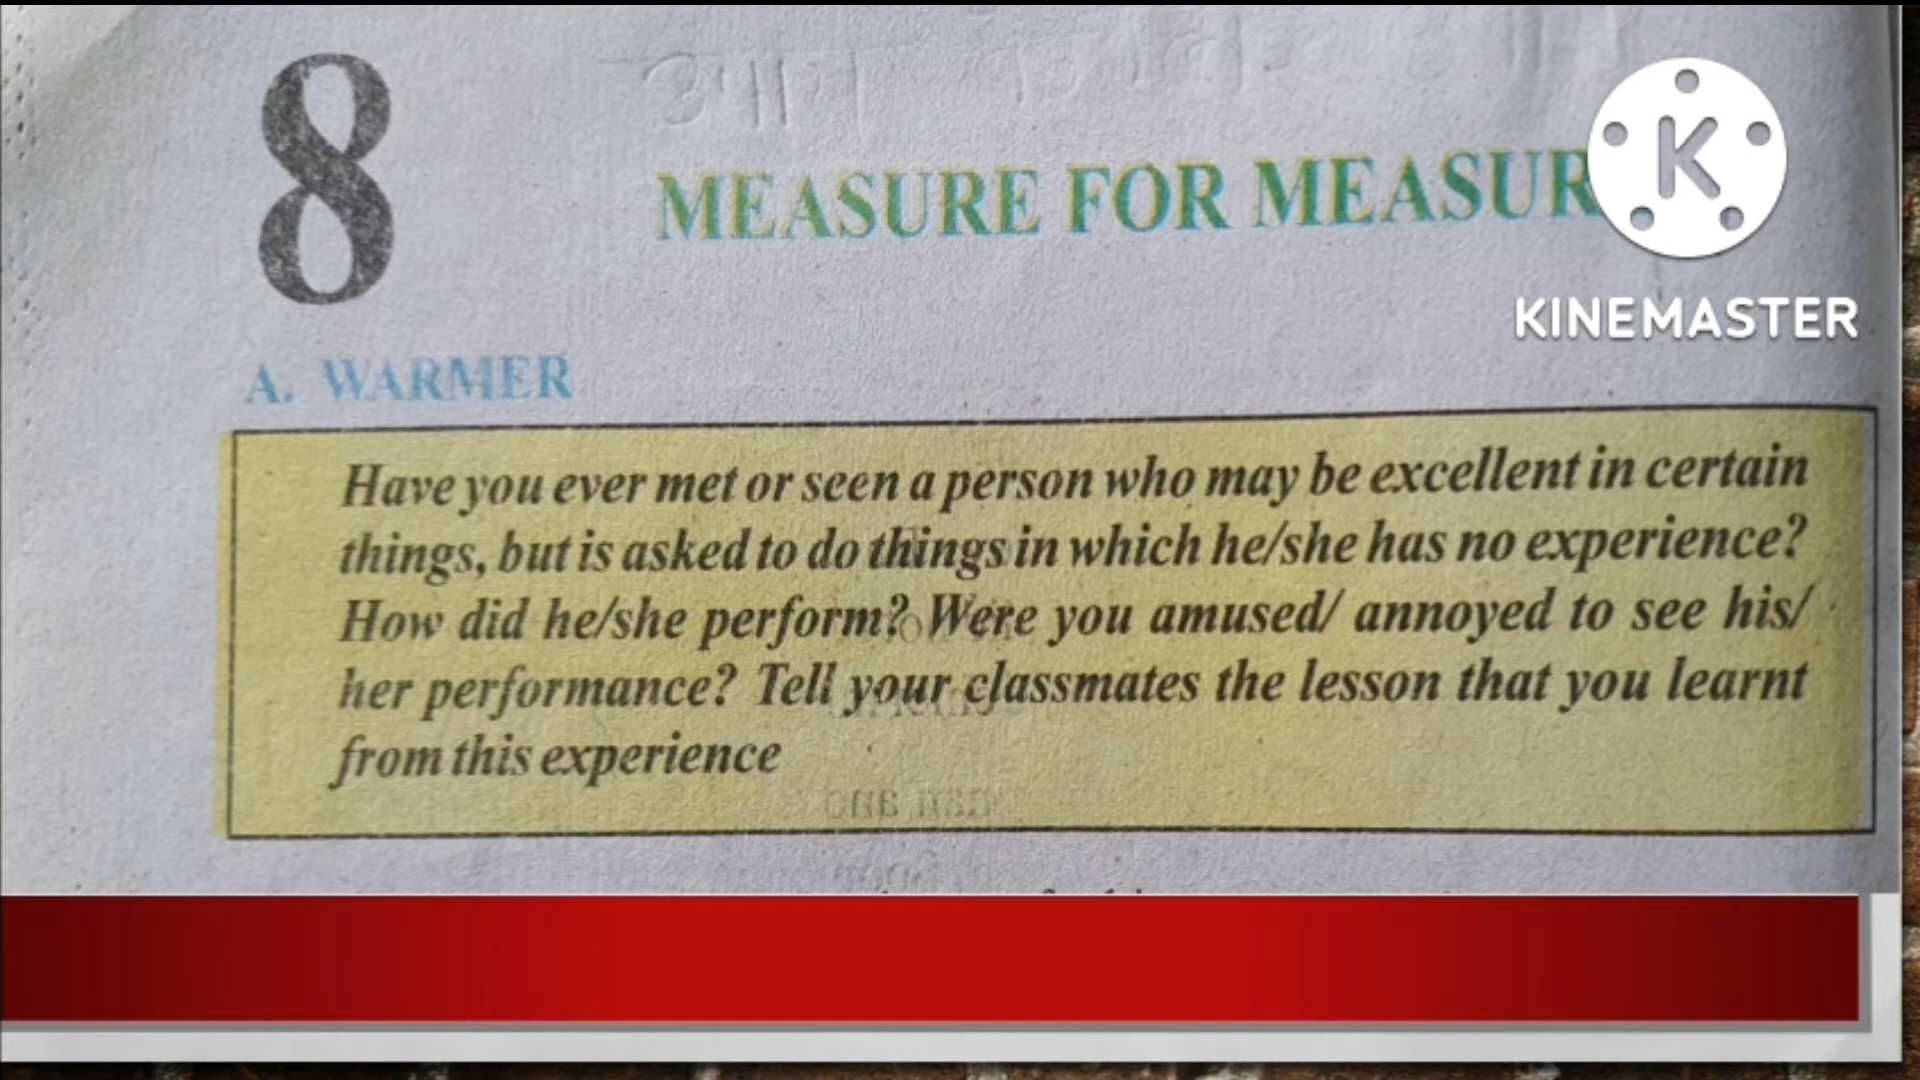 8
MEASURE FOR MEASUR
K
KINEMASTER
A. WARMER
Have you ever met or seen a person who may be excellent in certain
things, but is asked to do things in which he/she has no experience?
How did he/she perform? Were you amused/ annoyed to see his/
her performance? Tell your classmates the lesson that you learnt
from this experience